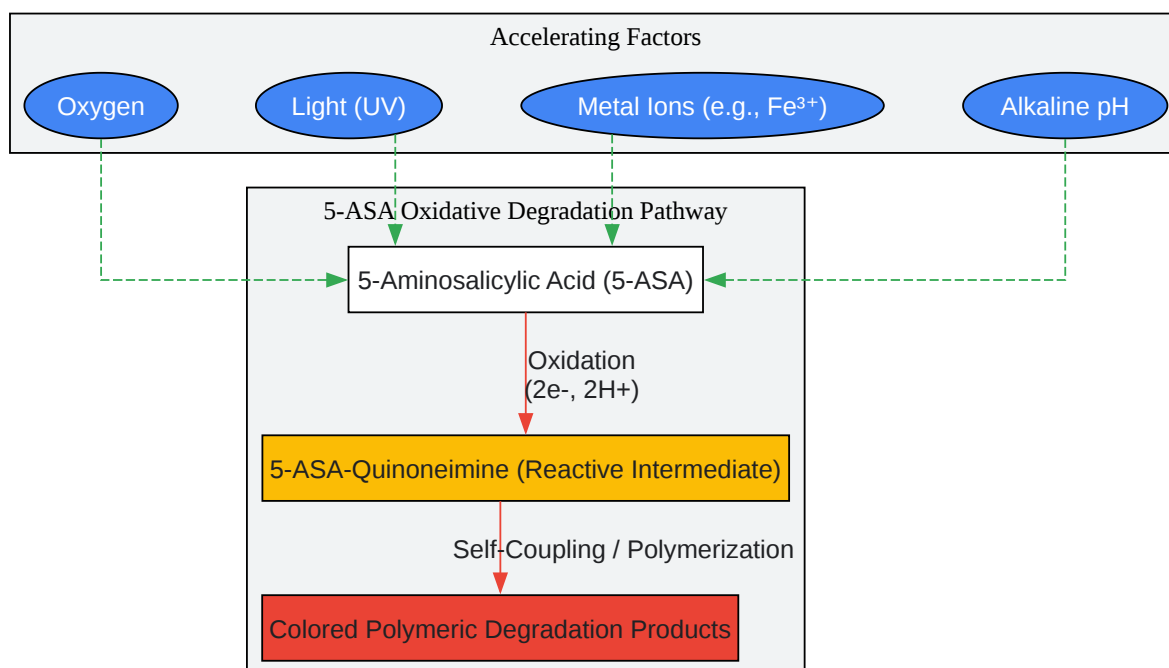 Accelerating Factors
Oxygen
Light (UV)
Metal Ions (e.g., Fe³⁺)
Alkaline pH
5-ASA Oxidative Degradation Pathway
5-Aminosalicylic Acid (5-ASA)
Oxidation
(2e-, 2H+)
5-ASA-Quinoneimine (Reactive Intermediate)
Self-Coupling / Polymerization
Colored Polymeric Degradation Products